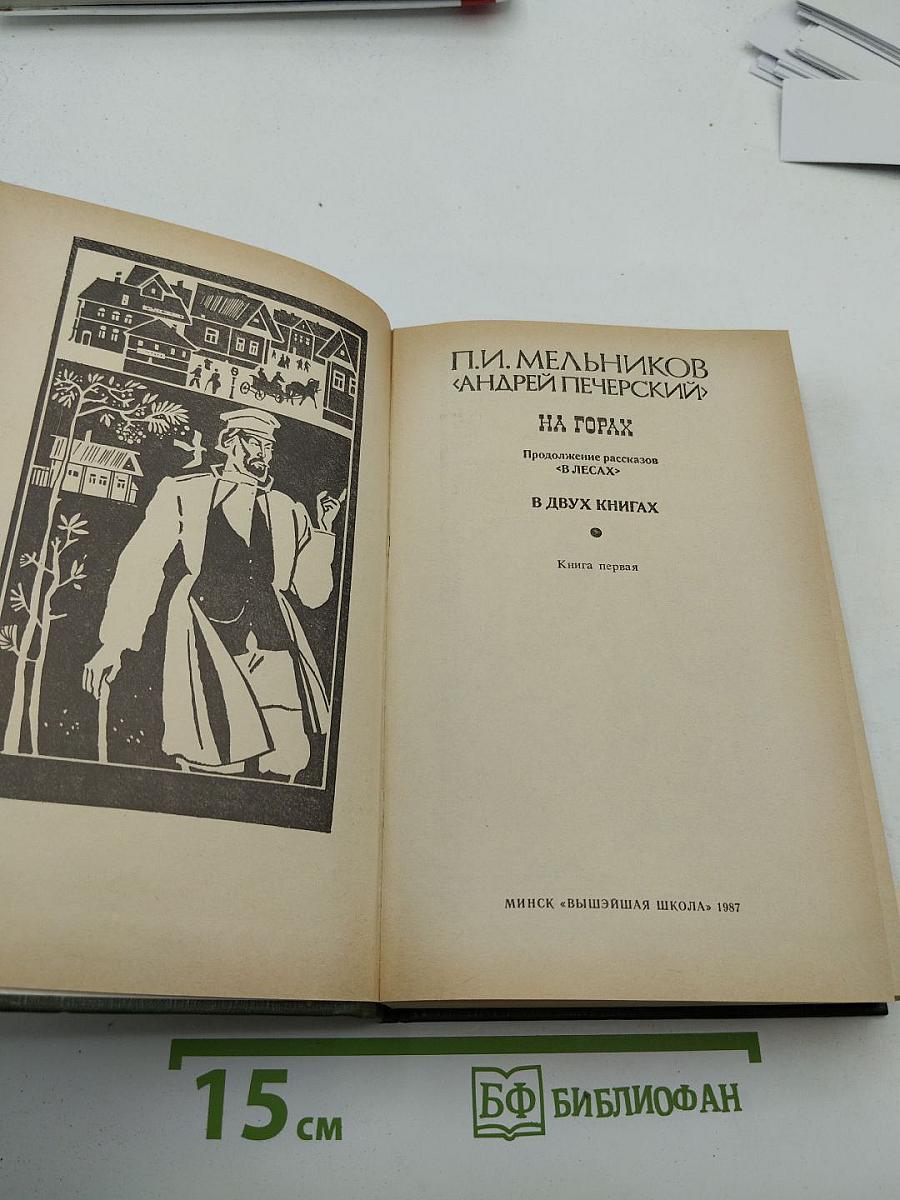 П.И. МЕЛЬНИКОВ
‹АНДРЕЙ ПЕЧЕРСКИЙ›
НА ГОРАХ
Продолжение рассказов
‹В ЛЕСАХ›
В ДВУХ КНИГАХ
Книга первая
МИНСК «ВЫШЭЙШАЯ ШКОЛА» 1987
15 см
БФ БИБЛИОФАН